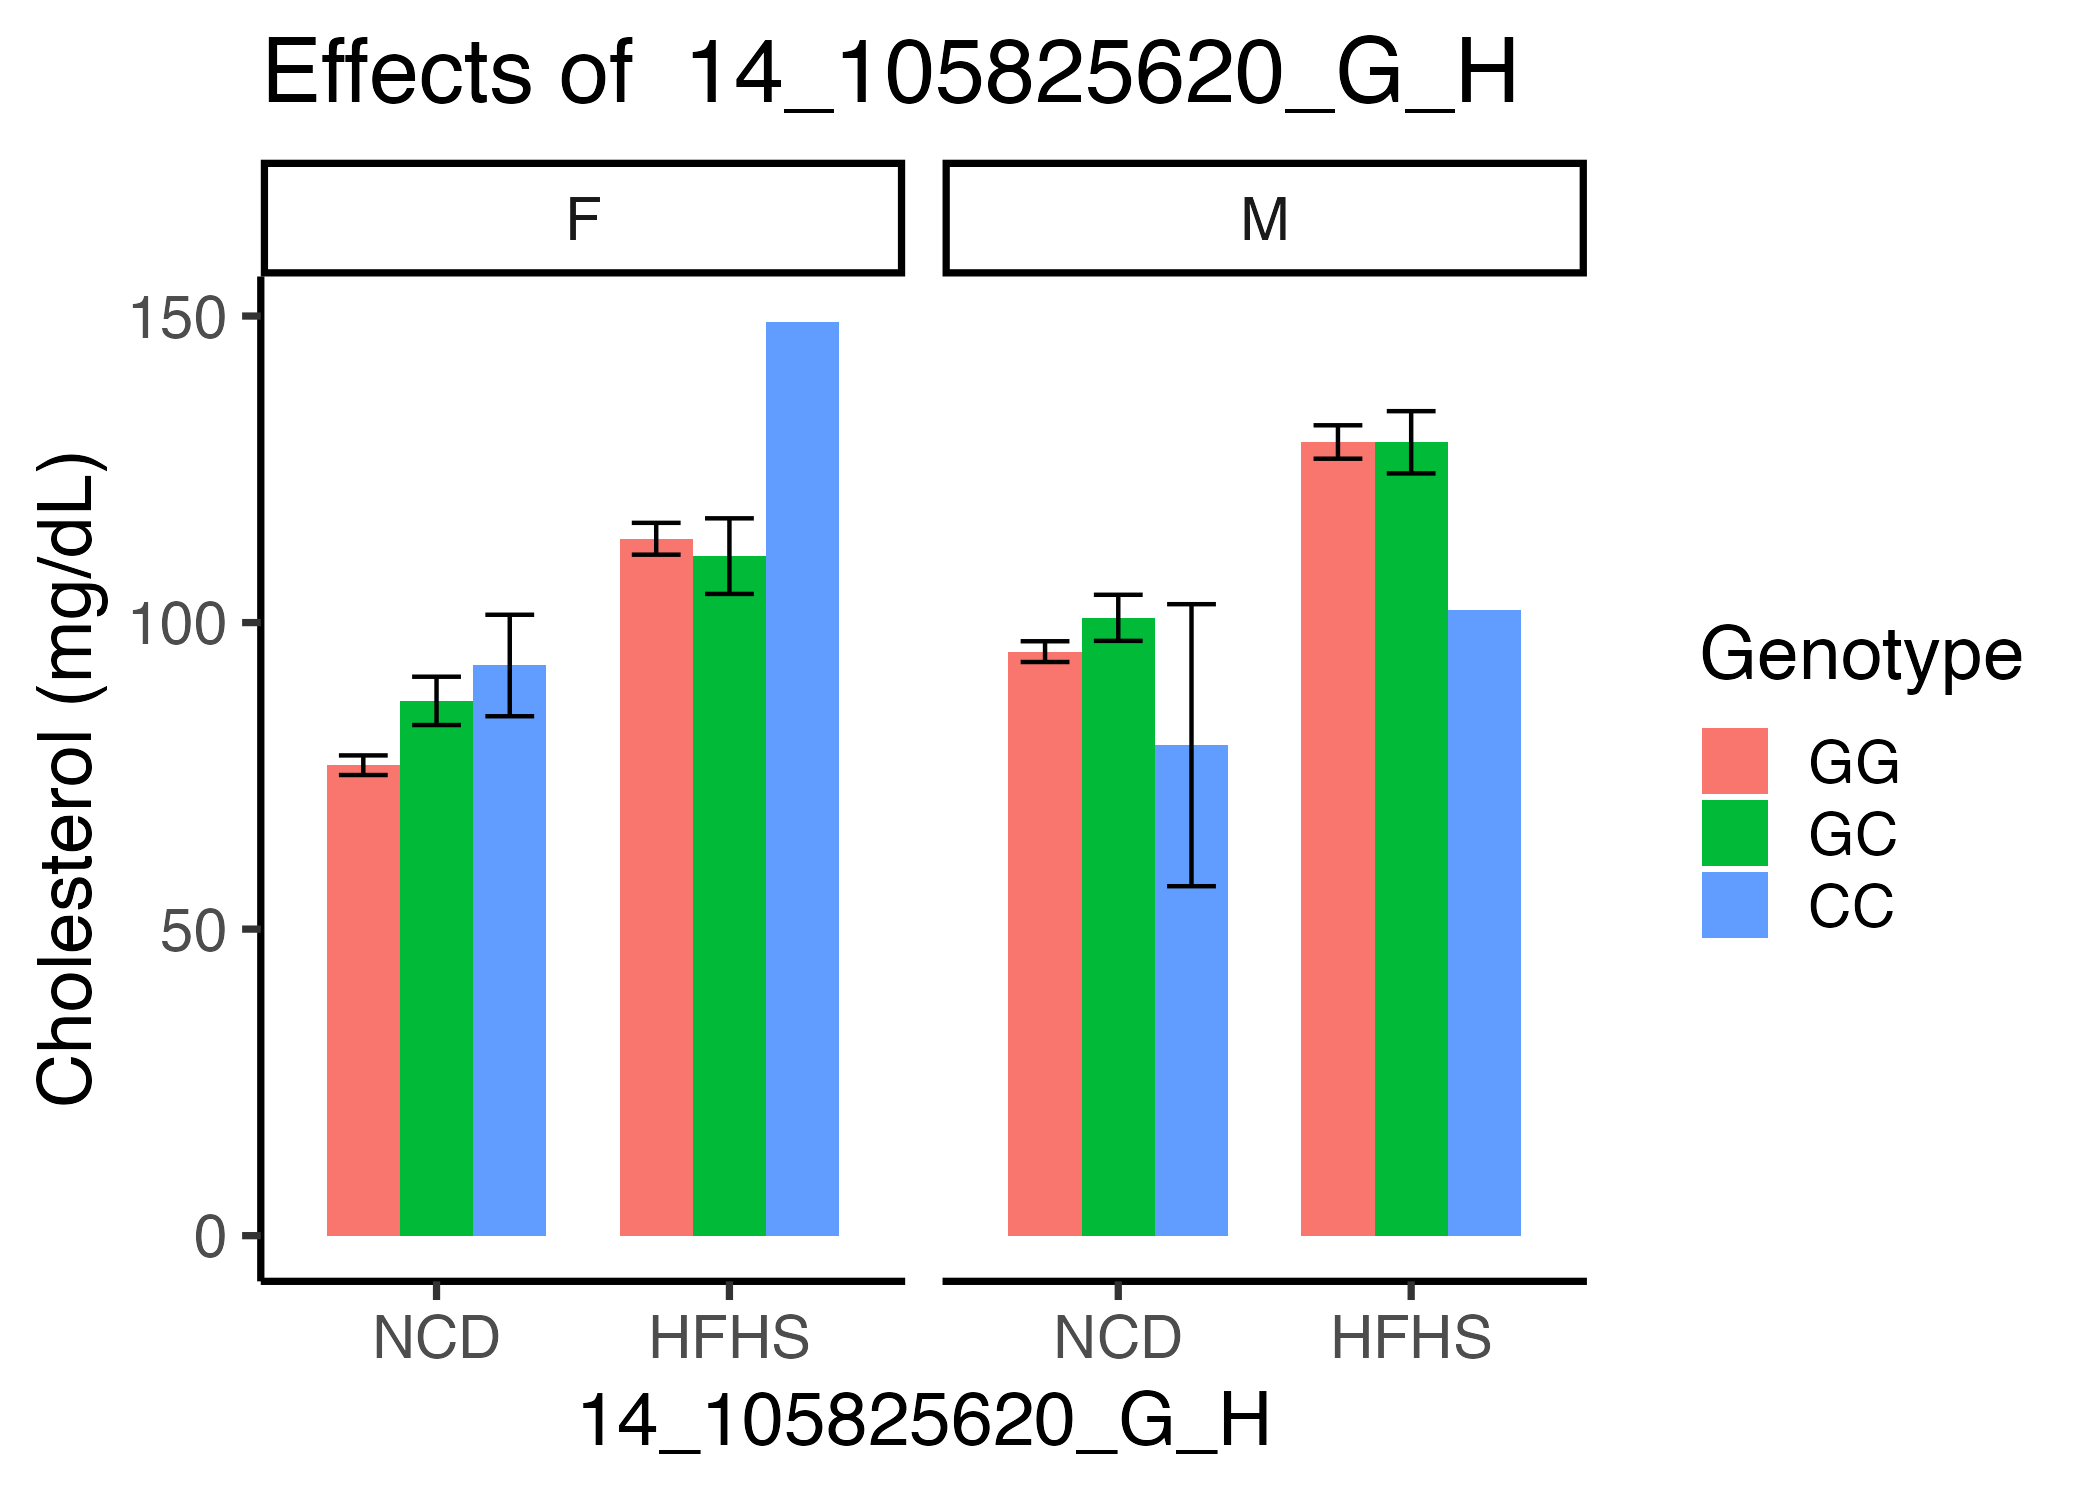 Effects of  14_105825620_G_H
F
M
150
100
50
0
Cholesterol (mg/dL)
NCD
HFHS
NCD
HFHS
14_105825620_G_H
Genotype
GG
GC
CC